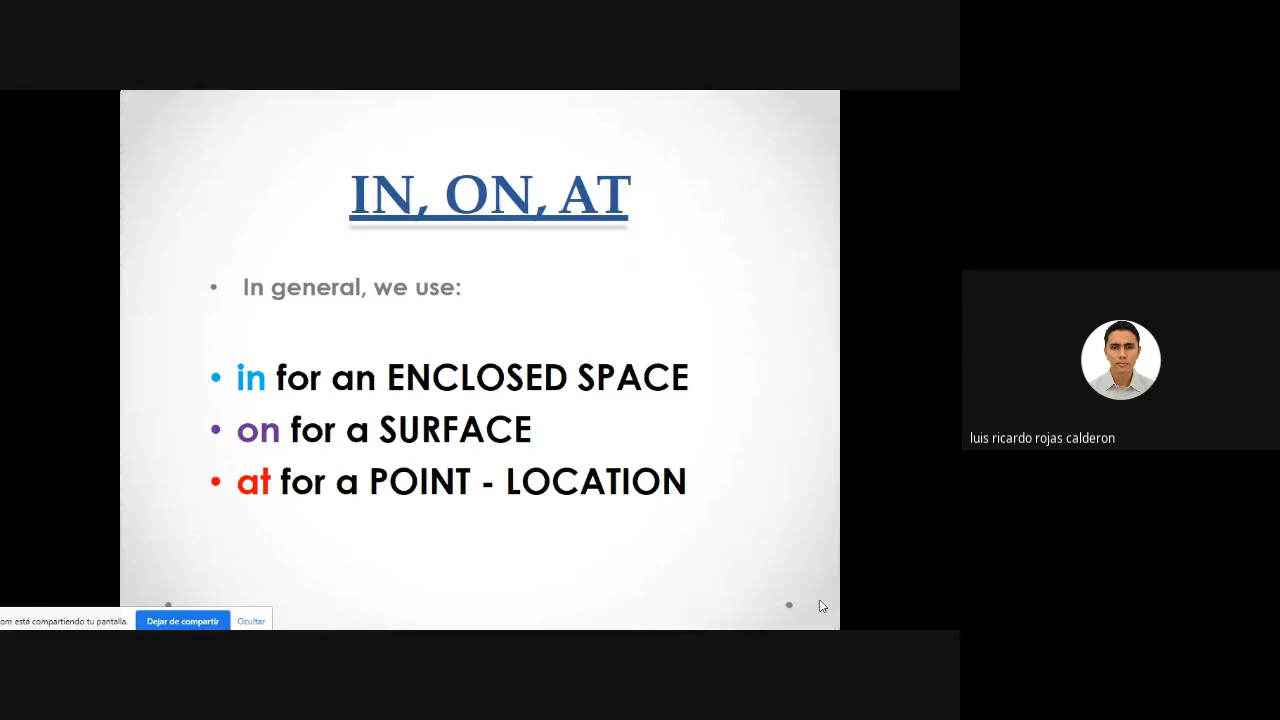 IN, ON, AT
• In general, we use:
• in for an ENCLOSED SPACE
• on for a SURFACE
• at for a POINT - LOCATION
om está compartiendo tu pantalla. Dejar de compartir Ocultar
luis ricardo rojas calderon